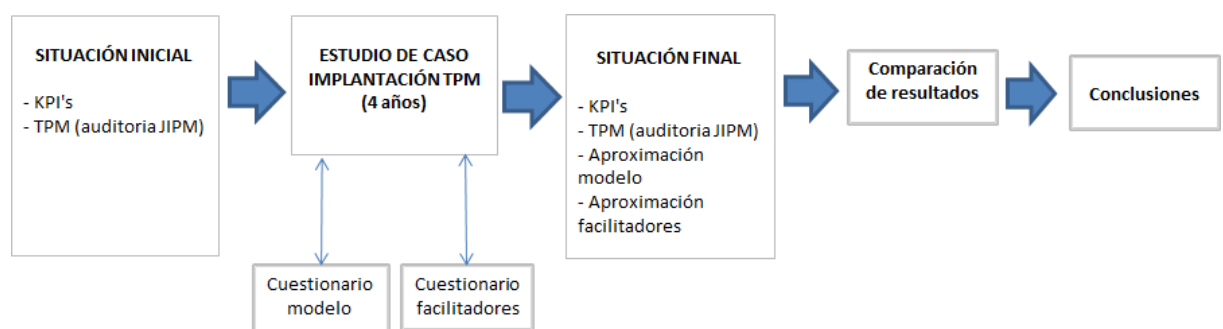 SITUACIÓN INICIAL
- KPI's
- TPM (auditoria JIPM)
ESTUDIO DE CASO
IMPLANTACIÓN TPM
(4 años)
Cuestionario
modelo
Cuestionario
facilitadores
SITUACIÓN FINAL
- KPI's
- TPM (auditoria JIPM)
- Aproximación
modelo
- Aproximación
facilitadores
Comparación
de resultados
Conclusiones